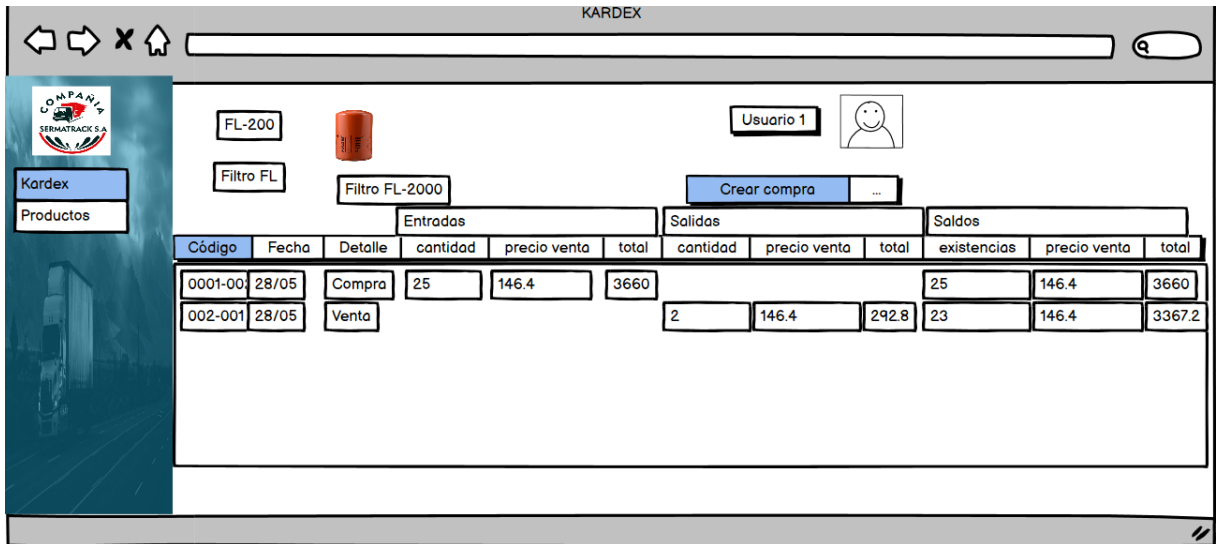 KARDEX
COMPAÑIA
SERMATRACK S.A
FL-200
Usuario 1
Filtro FL
Filtro FL-2000
Crear compra ...
Kardex
Productos
Entradas Salidas Saldos
Código Fecha Detalle cantidad precio venta total cantidad precio venta total existencias precio venta total
0001-00 28/05 Compra 25 146.4 3660 25 146.4 3660
002-001 28/05 Venta 2 146.4 292.8 23 146.4 3367.2